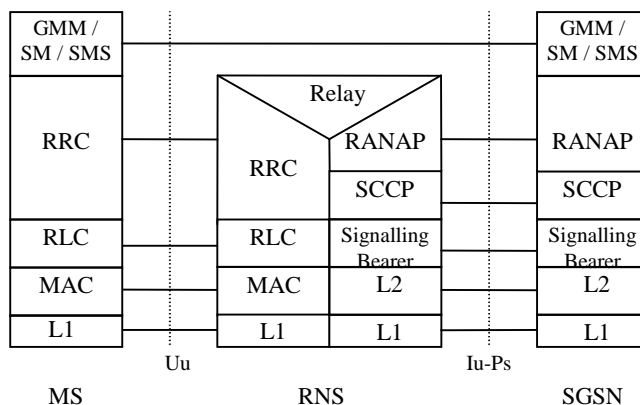 GMM /
SM / SMS
GMM /
SM / SMS
Relay
RRC
RRC
RANAP
RANAP
SCCP
SCCP
RLC
RLC
Signalling
Bearer
Signalling
Bearer
MAC
MAC
L2
L2
L1
L1
L1
L1
Uu
Iu-Ps
MS
RNS
SGSN